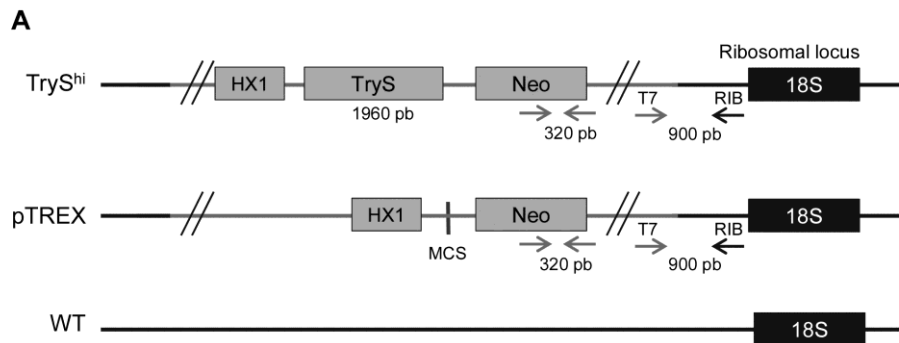 A
Ribosomal locus
TrySʰⁱ HX1 TryS Neo T7 RIB 18S
1960 pb 320 pb 900 pb
pTREX HX1 Neo T7 RIB 18S
MCS 320 pb 900 pb
WT 18S